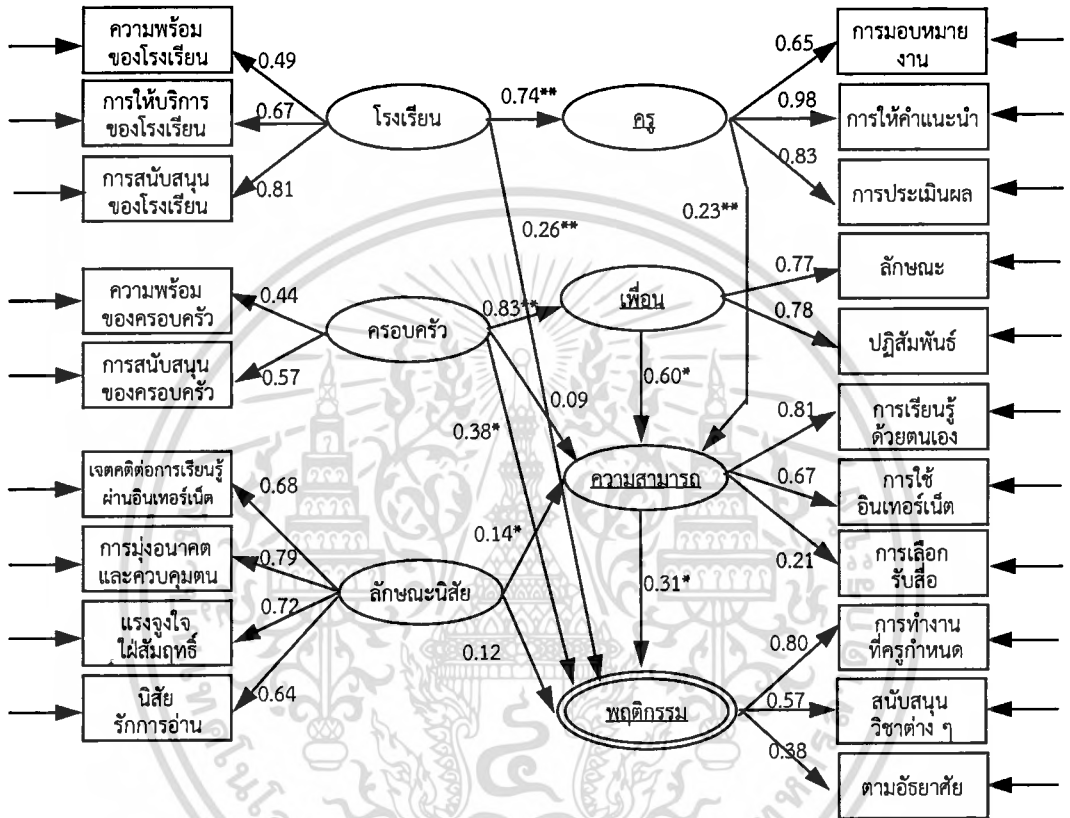 ความพร้อม
ของโรงเรียน
0.49
การให้บริการ
ของโรงเรียน
0.67
การสนับสนุน
ของโรงเรียน
0.81
โรงเรียน
0.74**
ครู
0.65
การมอบหมาย
งาน
0.98
การให้คำแนะนำ
0.83
การประเมินผล
0.26**
0.23**
ความพร้อม
ของครอบครัว
0.44
การสนับสนุน
ของครอบครัว
0.57
ครอบครัว
0.83**
เพื่อน
0.77
ลักษณะ
0.78
ปฏิสัมพันธ์
0.60*
0.09
0.38*
เจตคติต่อการเรียนรู้
ผ่านอินเทอร์เน็ต
0.68
การมุ่งอนาคต
และควบคุมตน
0.79
แรงจูงใจ
ใฝ่สัมฤทธิ์
0.72
นิสัย
รักการอ่าน
0.64
ลักษณะนิสัย
0.14*
0.12
ความสามารถ
0.81
การเรียนรู้
ด้วยตนเอง
0.67
การใช้
อินเทอร์เน็ต
0.21
การเลือก
รับสื่อ
0.31*
พฤติกรรม
0.80
การทำงาน
ที่ครูกำหนด
0.57
สนับสนุน
วิชาต่าง ๆ
0.38
ตามอัธยาศัย